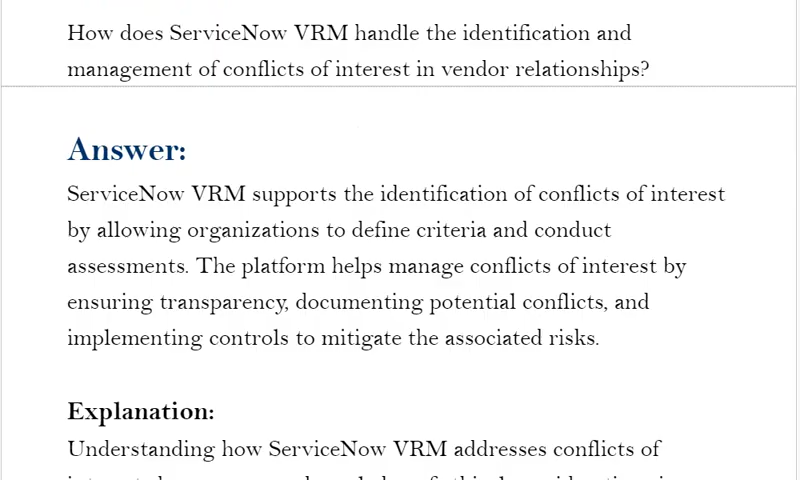 How does ServiceNow VRM handle the identification and
management of conflicts of interest in vendor relationships?
Answer:
ServiceNow VRM supports the identification of conflicts of interest
by allowing organizations to define criteria and conduct
assessments. The platform helps manage conflicts of interest by
ensuring transparency, documenting potential conflicts, and
implementing controls to mitigate the associated risks.
Explanation:
Understanding how ServiceNow VRM addresses conflicts of